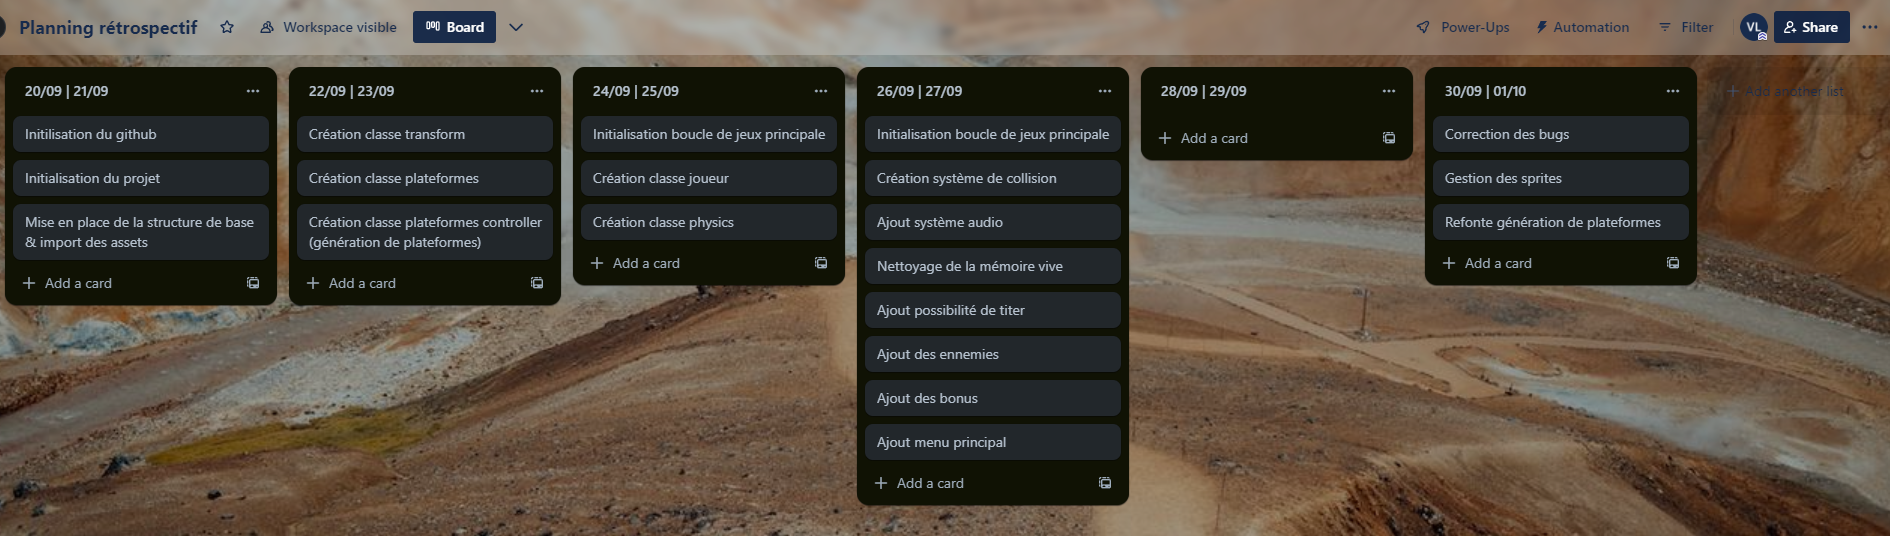 Planning rétrospectif
Workspace visible
Board
Power-Ups
Automation
Filter
VL
Share
20/09 | 21/09
Initilisation du github
Initialisation du projet
Mise en place de la structure de base
& import des assets
Add a card
22/09 | 23/09
Création classe transform
Création classe plateformes
Création classe plateformes controller
(génération de plateformes)
Add a card
24/09 | 25/09
Initialisation boucle de jeux principale
Création classe joueur
Création classe physics
Add a card
26/09 | 27/09
Initialisation boucle de jeux principale
Création système de collision
Ajout système audio
Nettoyage de la mémoire vive
Ajout possibilité de titer
Ajout des ennemies
Ajout des bonus
Ajout menu principal
Add a card
28/09 | 29/09
Add a card
30/09 | 01/10
Correction des bugs
Gestion des sprites
Refonte génération de plateformes
Add a card
Add another list